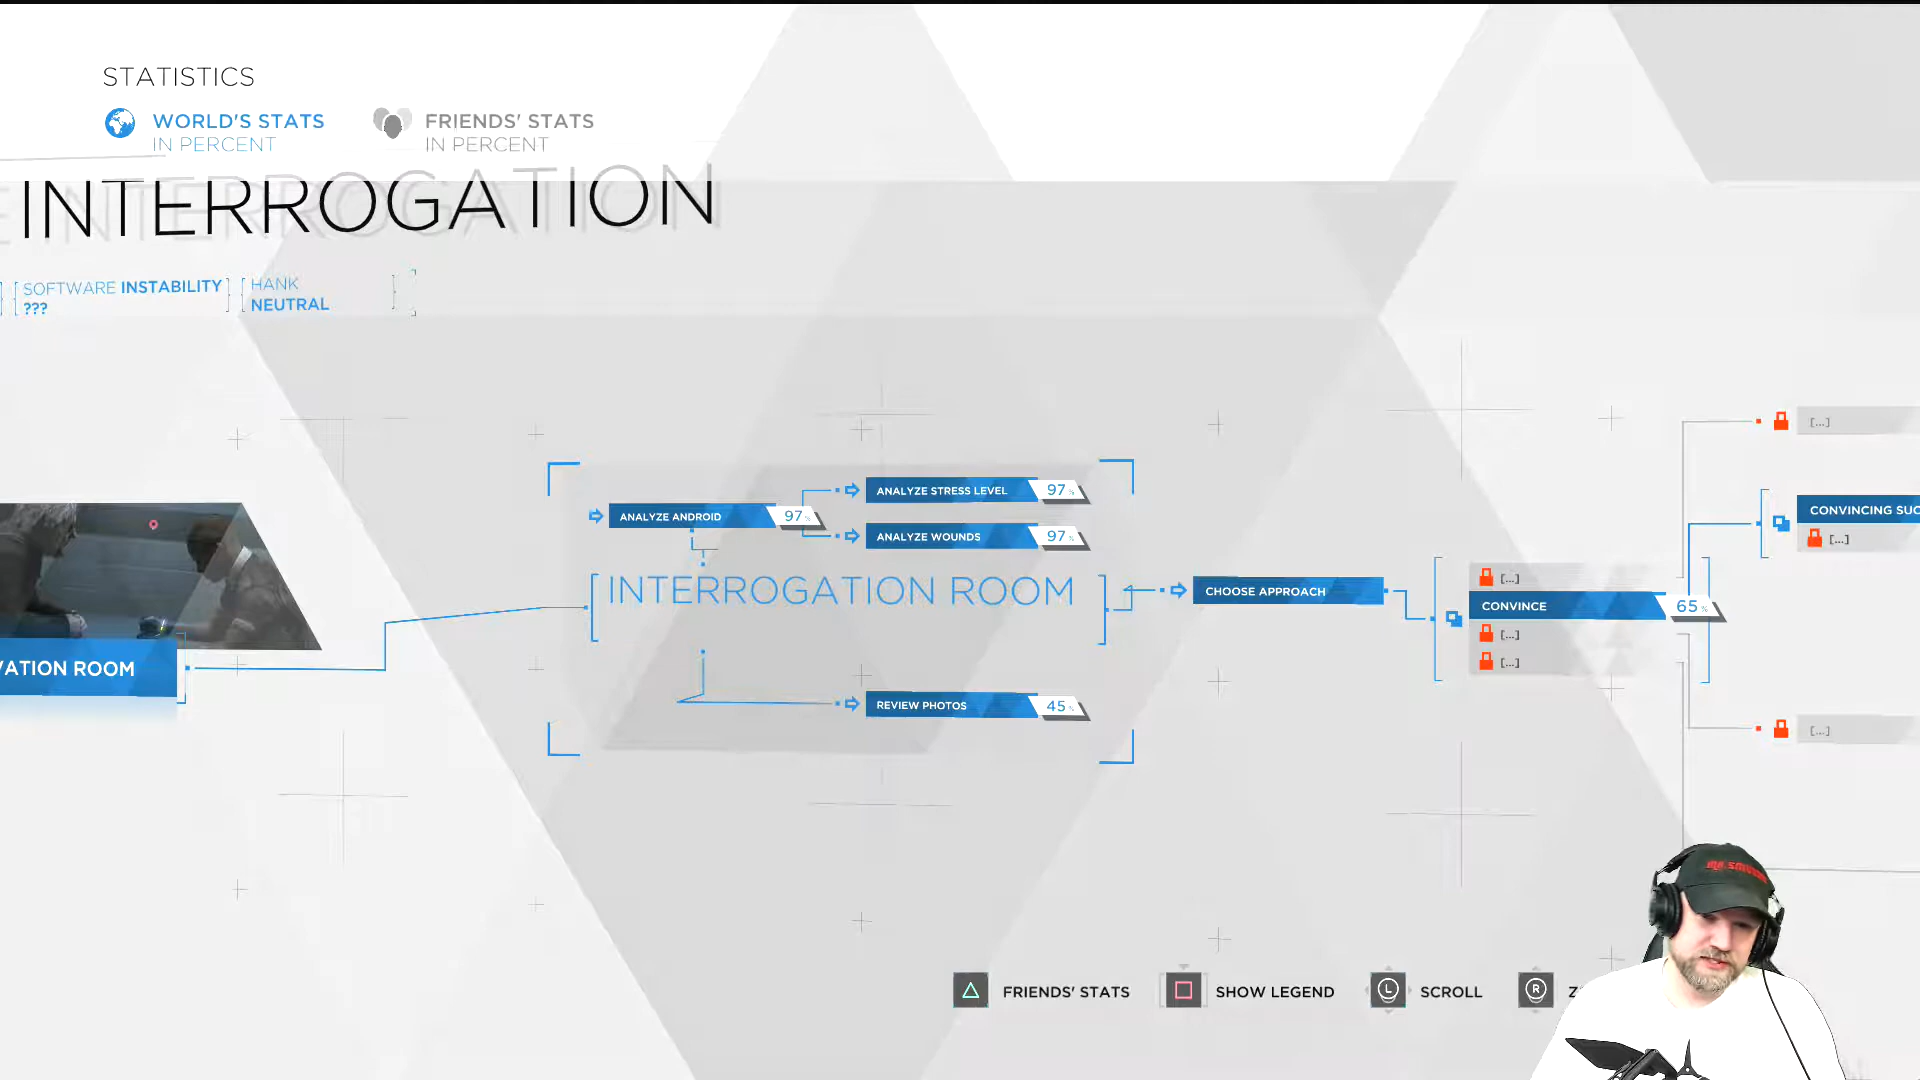 STATISTICS
WORLD'S STATS
IN PERCENT
FRIENDS' STATS
IN PERCENT
INTERROGATION
SOFTWARE INSTABILITY
???
HANK
NEUTRAL
ANALYZE ANDROID 97%
ANALYZE STRESS LEVEL 97%
ANALYZE WOUNDS 97%
INTERROGATION ROOM
REVIEW PHOTOS 45%
CHOOSE APPROACH
[...]
CONVINCE 65%
[...]
[...]
[...]
CONVINCING SUC
[...]
[...]
VATION ROOM
FRIENDS' STATS
SHOW LEGEND
L SCROLL
R Z